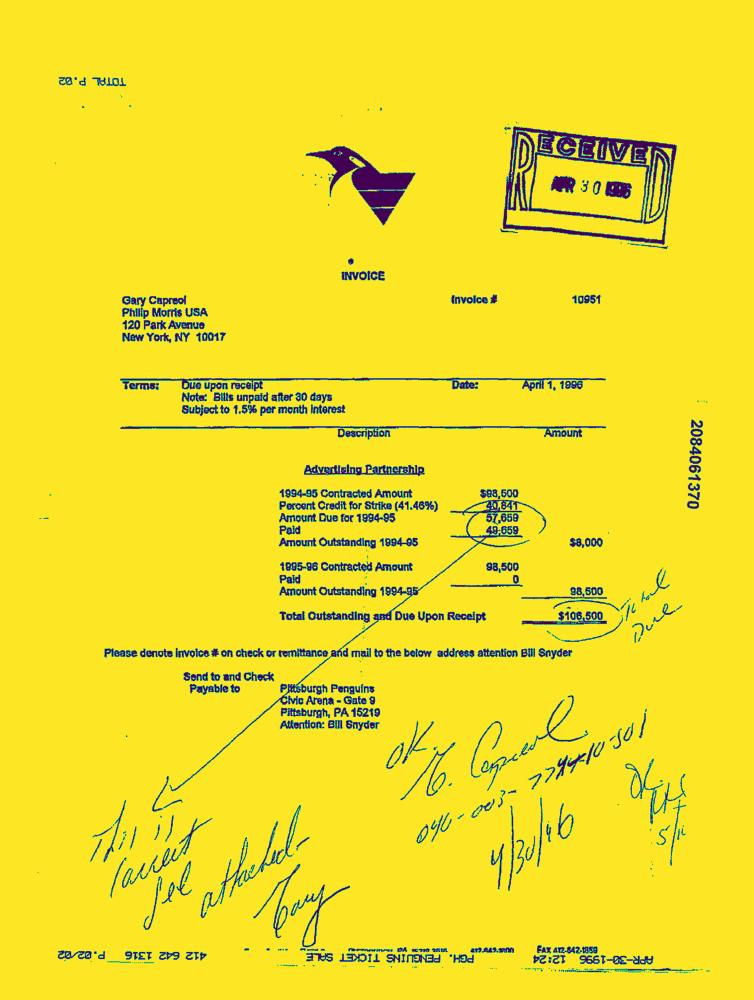 TOTAL P.02
RECEIVED
APR 30 1996
INVOICE
Gary Capreol Invoice # 10951
Philip Morris USA
120 Park Avenue
New York, NY 10017
Terms: Due upon receipt Date: April 1, 1996
Note: Bills unpaid after 30 days
Subject to 1.5% per month interest
Description Amount
2084061370
Advertising Partnership
1994-95 Contracted Amount $98,500
Percent Credit for Strike (41.46%) 40,841
Amount Due for 1994-95 57,659
Paid 49,659
Amount Outstanding 1994-95 $8,000
1995-96 Contracted Amount 98,500
Paid 0
Amount Outstanding 1994-95 98,500
Total Outstanding and Due Upon Receipt $106,500
Total
Due
Please denote invoice # on check or remittance and mail to the below address attention Bill Snyder
Send to and Check
Payable to Pittsburgh Penguins
Civic Arena - Gate 9
Pittsburgh, PA 15219
Attention: Bill Snyder
OK.
G. Capreol
4/30/96
OK
5/
This is
correct
See attached-
Gary
FAX 412-642-1859
APR-30-1996 12:24 PGH. PENGUINS TICKET SALE 412 642 1316 P.02/02